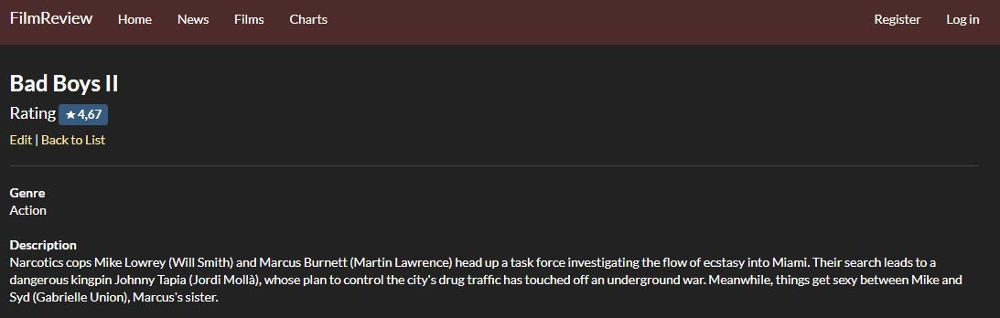 FilmReview Home News Films Charts Register Log in
Bad Boys II
Rating ★ 4,67
Edit | Back to List
Genre
Action
Description
Narcotics cops Mike Lowrey (Will Smith) and Marcus Burnett (Martin Lawrence) head up a task force investigating the flow of ecstasy into Miami. Their search leads to a
dangerous kingpin Johnny Tapia (Jordi Mollà), whose plan to control the city's drug traffic has touched off an underground war. Meanwhile, things get sexy between Mike and
Syd (Gabrielle Union), Marcus's sister.